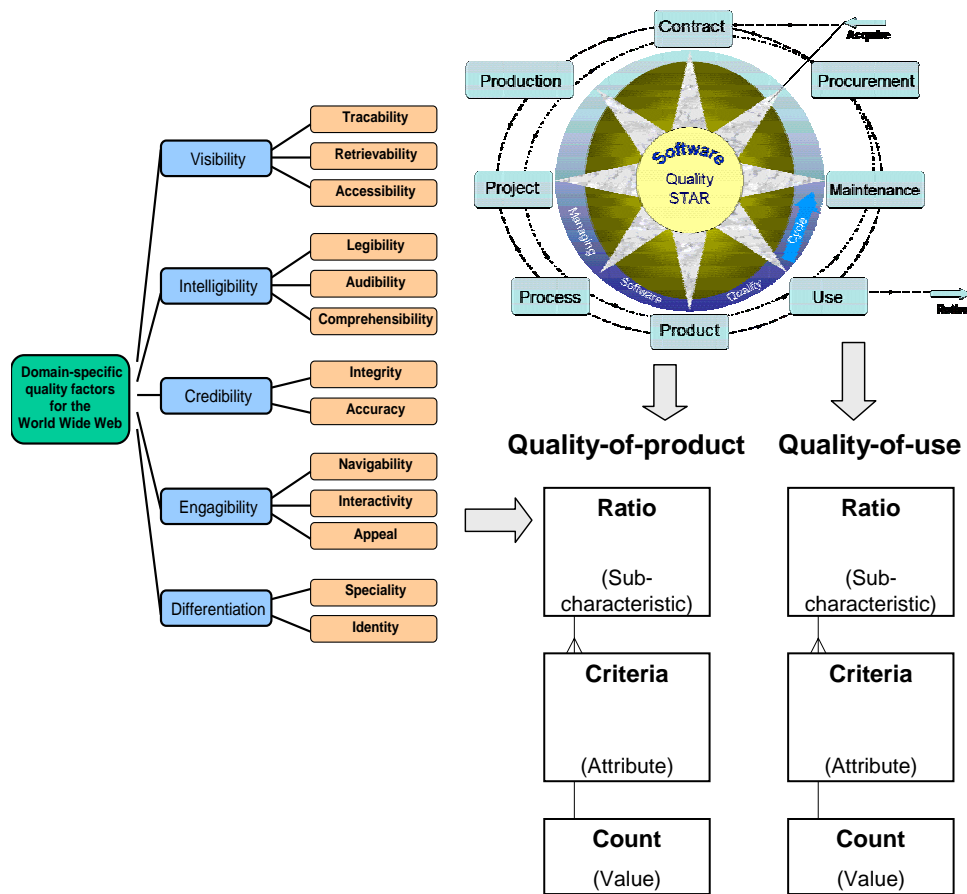 Domain-specific
quality factors
for the
World Wide Web
Visibility
Tracability
Retrievability
Accessibility
Intelligibility
Legibility
Audibility
Comprehensibility
Credibility
Integrity
Accuracy
Engagibility
Navigability
Interactivity
Appeal
Differentiation
Speciality
Identity
Contract
Acquire
Production
Procurement
Project
Maintenance
Process
Use
Product
Retire
Software
Quality
STAR
Managing
Software
Quality
Cycle
Quality-of-product
Quality-of-use
Ratio
(Sub-
characteristic)
Criteria
(Attribute)
Count
(Value)
Ratio
(Sub-
characteristic)
Criteria
(Attribute)
Count
(Value)